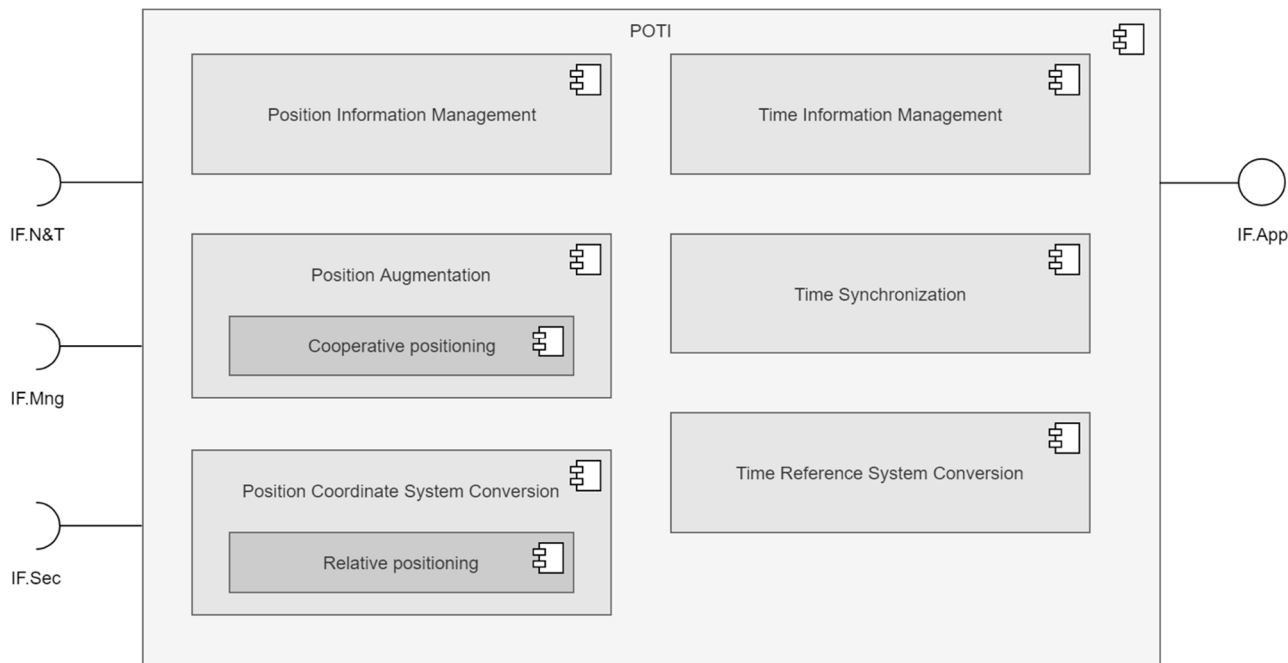 POTI
Position Information Management
Time Information Management
IF.N&T
IF.App
Position Augmentation
Cooperative positioning
Time Synchronization
IF.Mng
Position Coordinate System Conversion
Relative positioning
Time Reference System Conversion
IF.Sec